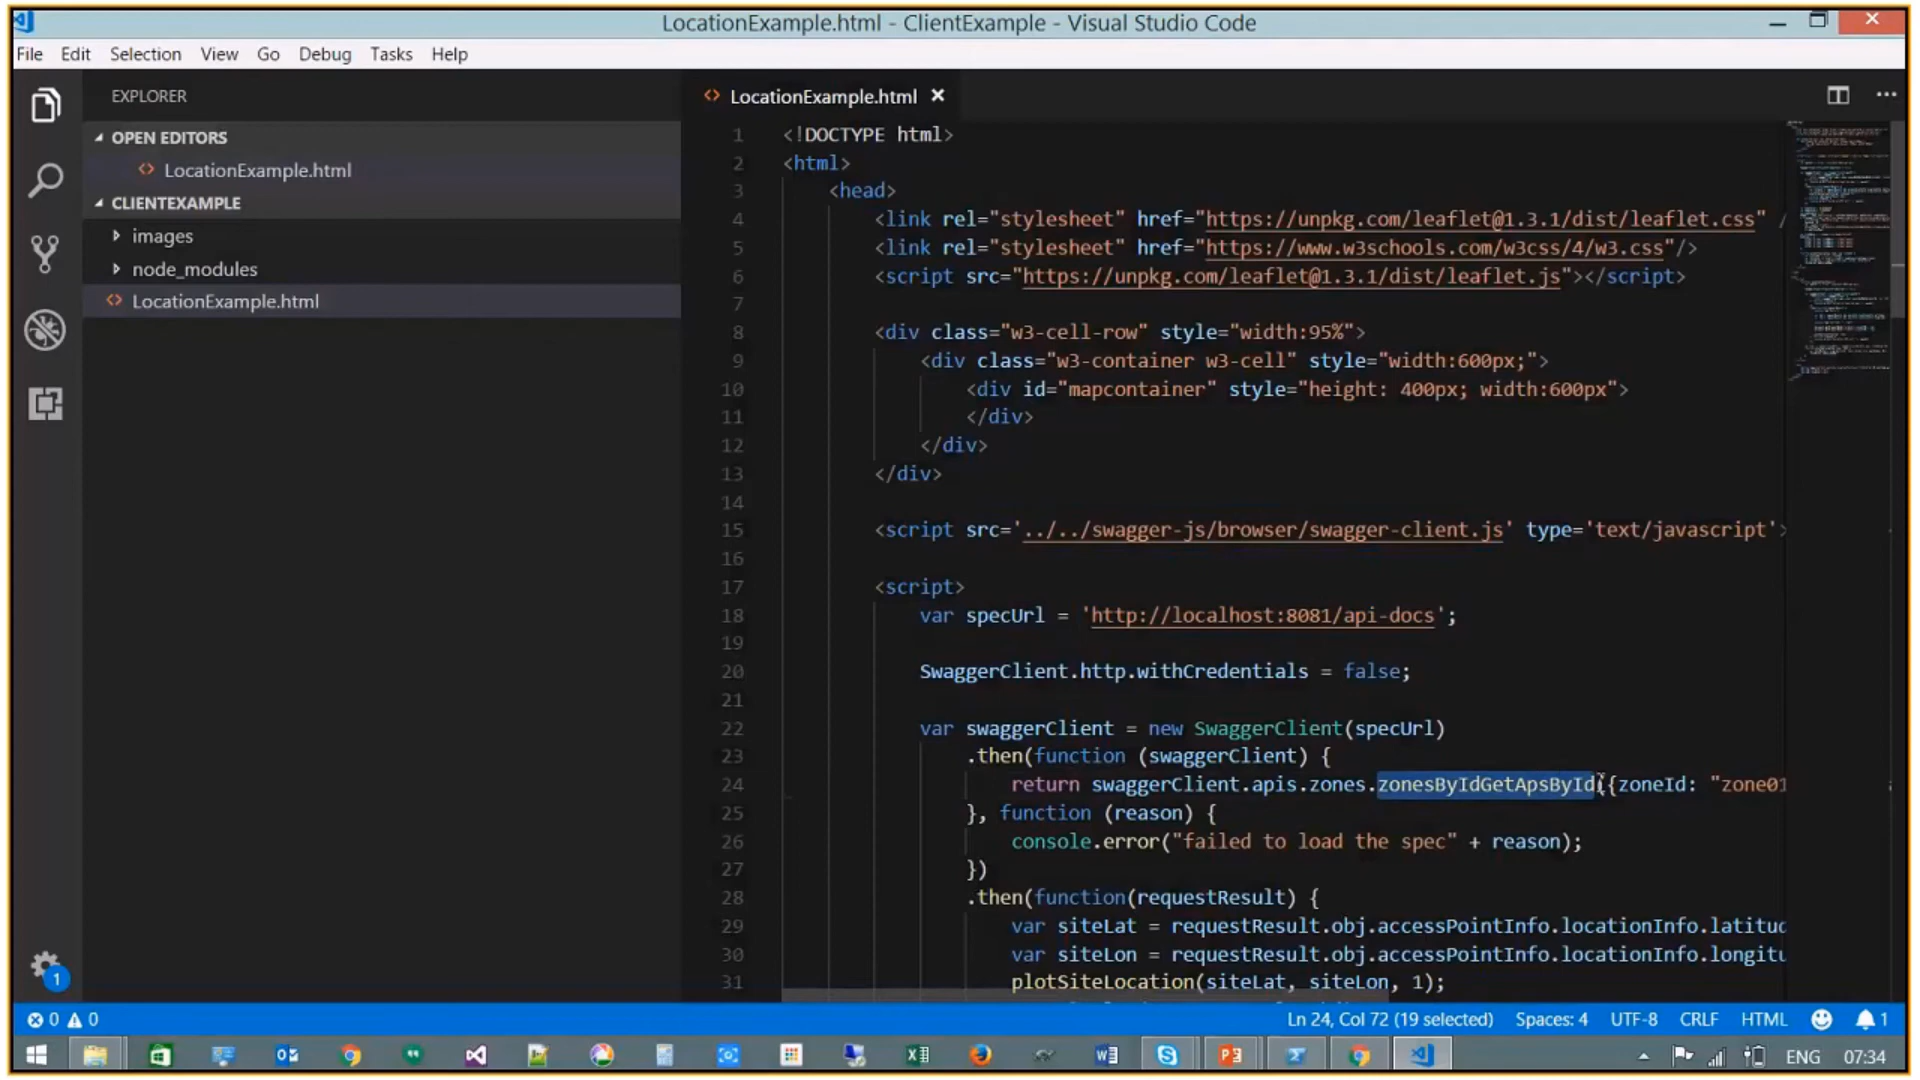 LocationExample.html - ClientExample - Visual Studio Code
File Edit Selection View Go Debug Tasks Help
EXPLORER
OPEN EDITORS
LocationExample.html
CLIENTEXAMPLE
images
node_modules
LocationExample.html
LocationExample.html
1 <!DOCTYPE html>
2 <html>
3 <head>
4 <link rel="stylesheet" href="https://unpkg.com/leaflet@1.3.1/dist/leaflet.css" /
5 <link rel="stylesheet" href="https://www.w3schools.com/w3css/4/w3.css"/>
6 <script src="https://unpkg.com/leaflet@1.3.1/dist/leaflet.js"></script>
7
8 <div class="w3-cell-row" style="width:95%">
9 <div class="w3-container w3-cell" style="width:600px;">
10 <div id="mapcontainer" style="height: 400px; width:600px">
11 </div>
12 </div>
13 </div>
14
15 <script src='../../swagger-js/browser/swagger-client.js' type='text/javascript'>
16
17 <script>
18 var specUrl = 'http://localhost:8081/api-docs';
19
20 SwaggerClient.http.withCredentials = false;
21
22 var swaggerClient = new SwaggerClient(specUrl)
23 .then(function (swaggerClient) {
24 return swaggerClient.apis.zones.zonesByIdGetApsById({zoneId: "zone01
25 }, function (reason) {
26 console.error("failed to load the spec" + reason);
27 })
28 .then(function(requestResult) {
29 var siteLat = requestResult.obj.accessPointInfo.locationInfo.latitud
30 var siteLon = requestResult.obj.accessPointInfo.locationInfo.longitu
31 plotSiteLocation(siteLat, siteLon, 1);
1
0 0 Ln 24, Col 72 (19 selected) Spaces: 4 UTF-8 CRLF HTML 1
ENG 07:34